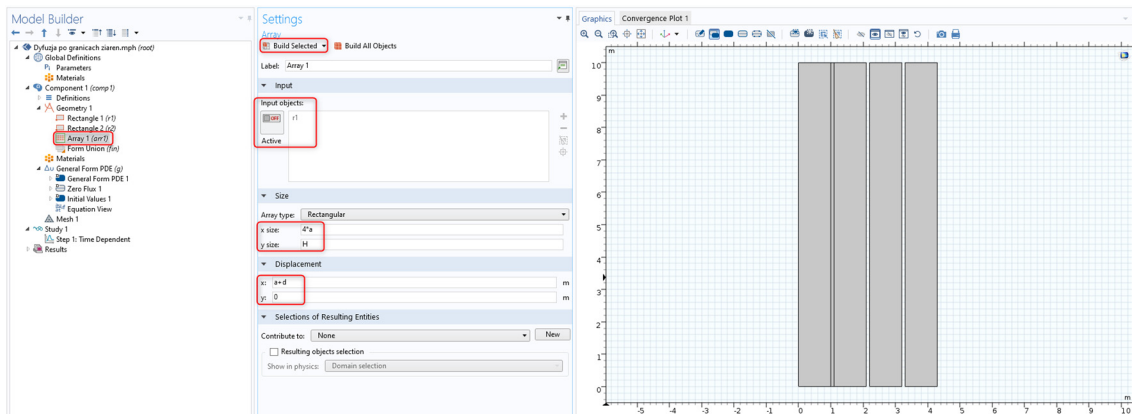 Model Builder
Dyfuzja po granicach ziaren.mph (root)
Global Definitions
Pi Parameters
Materials
Component 1 (comp1)
Definitions
Geometry 1
Rectangle 1 (r1)
Rectangle 2 (r2)
Array 1 (arr1)
Form Union (fin)
Materials
Δu General Form PDE (g)
General Form PDE 1
Zero Flux 1
Initial Values 1
Equation View
Mesh 1
Study 1
Step 1: Time Dependent
Results
Settings
Array
Build Selected
Build All Objects
Label: Array 1
Input
Input objects:
r1
Active
Size
Array type: Rectangular
x size: 4*a
y size: H
Displacement
x: a+d m
y: 0 m
Selections of Resulting Entities
Contribute to: None New
Resulting objects selection
Show in physics: Domain selection
Graphics Convergence Plot 1
m
10
9
8
7
6
5
4
3
2
1
0
m
-5 -4 -3 -2 -1 0 1 2 3 4 5 6 7 8 9 10